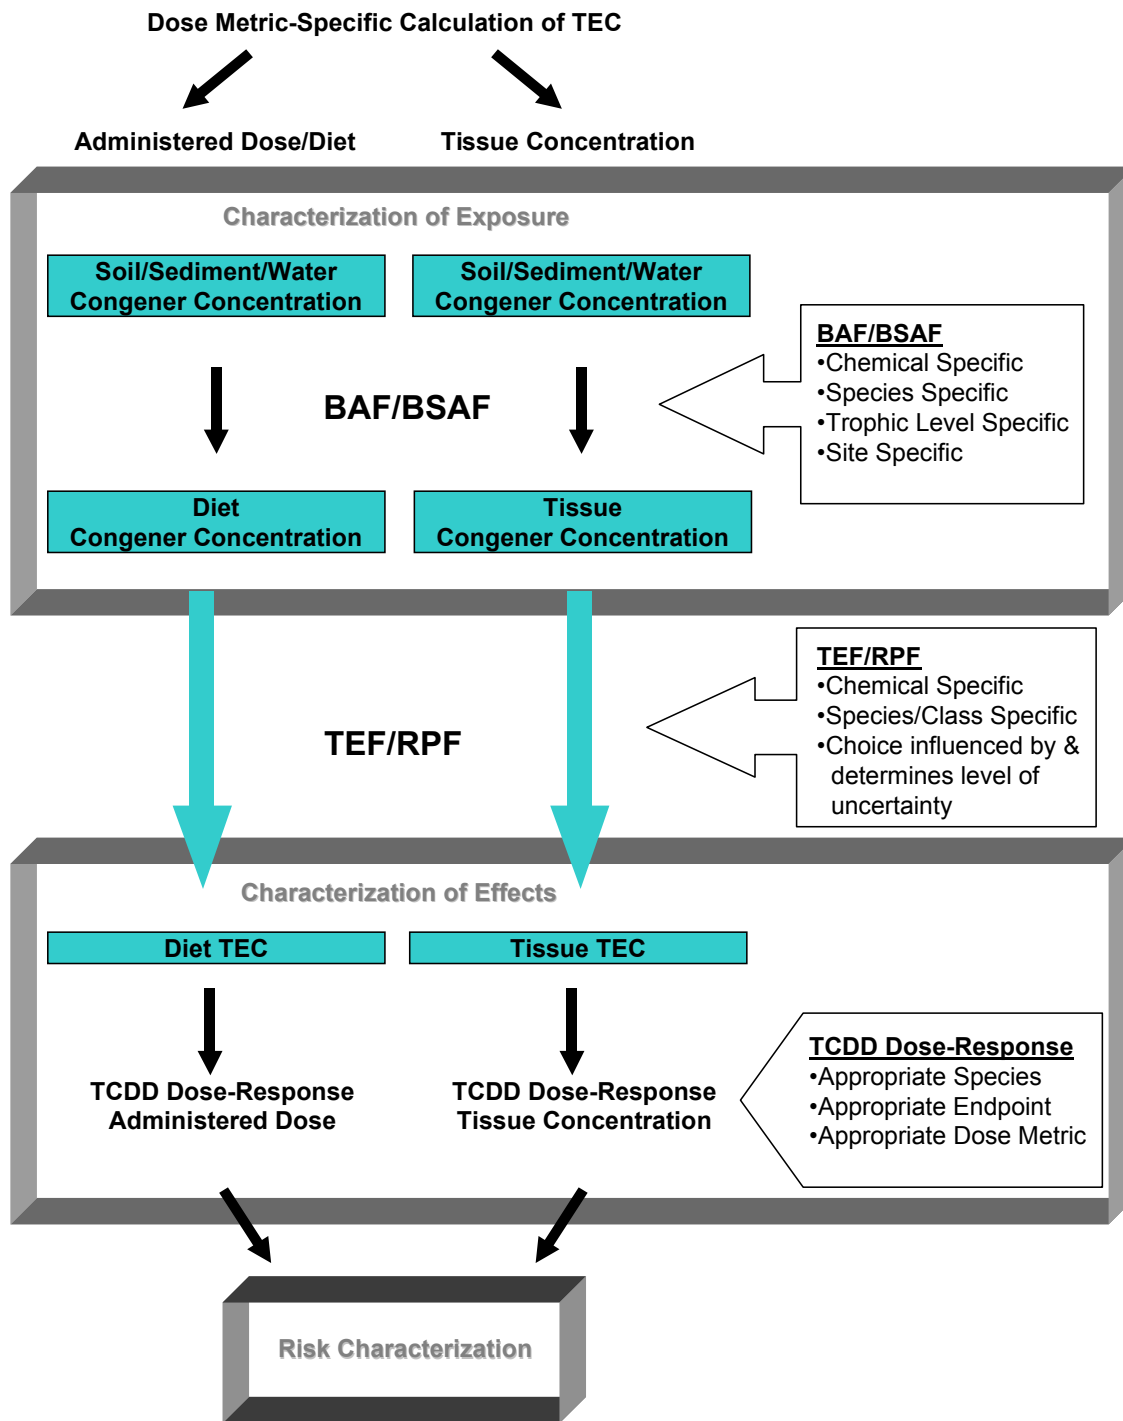 Dose Metric-Specific Calculation of TEC
Administered Dose/Diet
Tissue Concentration
Characterization of Exposure
Soil/Sediment/Water
Congener Concentration
Soil/Sediment/Water
Congener Concentration
BAF/BSAF
BAF/BSAF
•Chemical Specific
•Species Specific
•Trophic Level Specific
•Site Specific
Diet
Congener Concentration
Tissue
Congener Concentration
TEF/RPF
TEF/RPF
•Chemical Specific
•Species/Class Specific
•Choice influenced by &
determines level of
uncertainty
Characterization of Effects
Diet TEC
Tissue TEC
TCDD Dose-Response
Administered Dose
TCDD Dose-Response
Tissue Concentration
TCDD Dose-Response
•Appropriate Species
•Appropriate Endpoint
•Appropriate Dose Metric
Risk Characterization